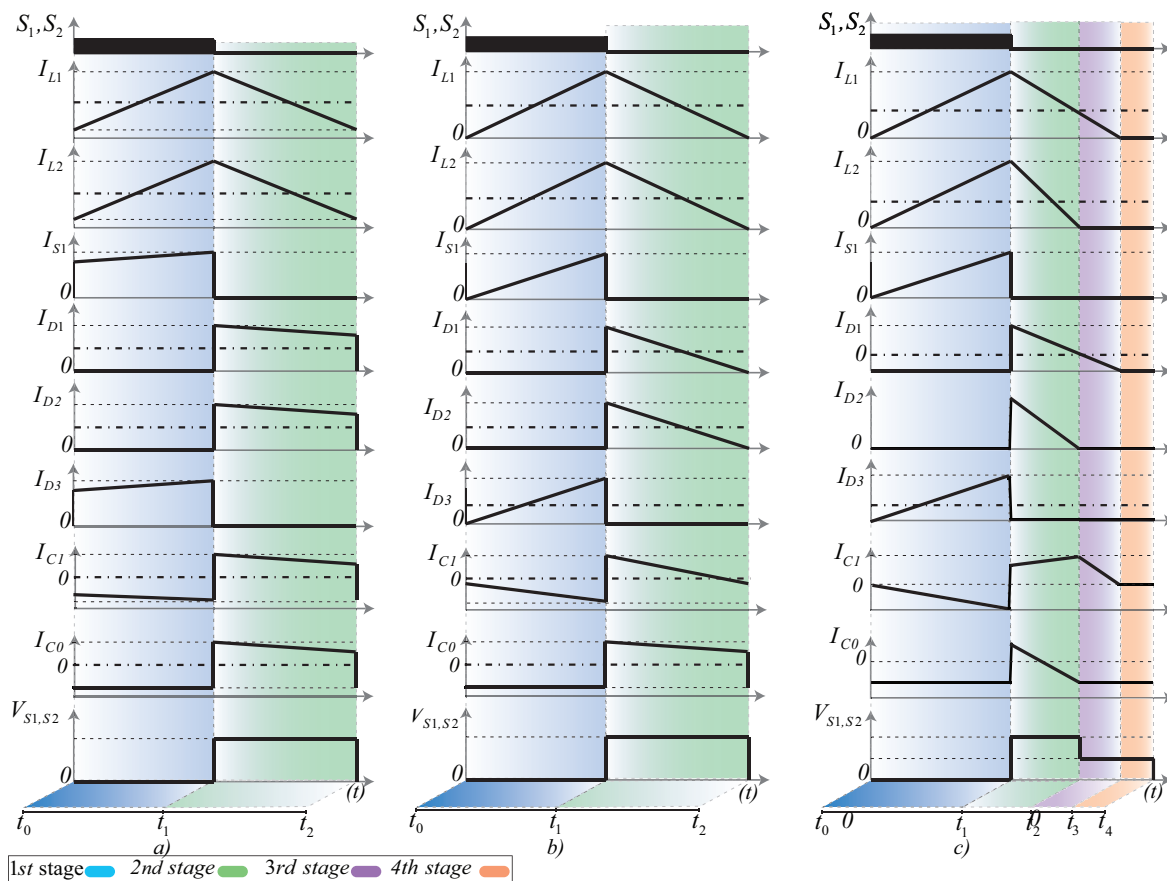 S1,S2
IL1
IL2
IS1
0
ID1
0
ID2
0
ID3
0
IC1
0
IC0
0
VS1,S2
0
(t)
t0
t1
t2
a)
S1,S2
IL1
0
IL2
0
IS1
0
ID1
0
ID2
0
ID3
0
IC1
0
IC0
0
VS1,S2
0
(t)
t0
t1
t2
b)
S1,S2
IL1
0
IL2
0
IS1
0
ID1
0
ID2
0
ID3
0
IC1
0
IC0
0
VS1,S2
0
(t)
t0
0
t1
t2
0
t3
t4
c)
1st stage 2nd stage 3rd stage 4th stage